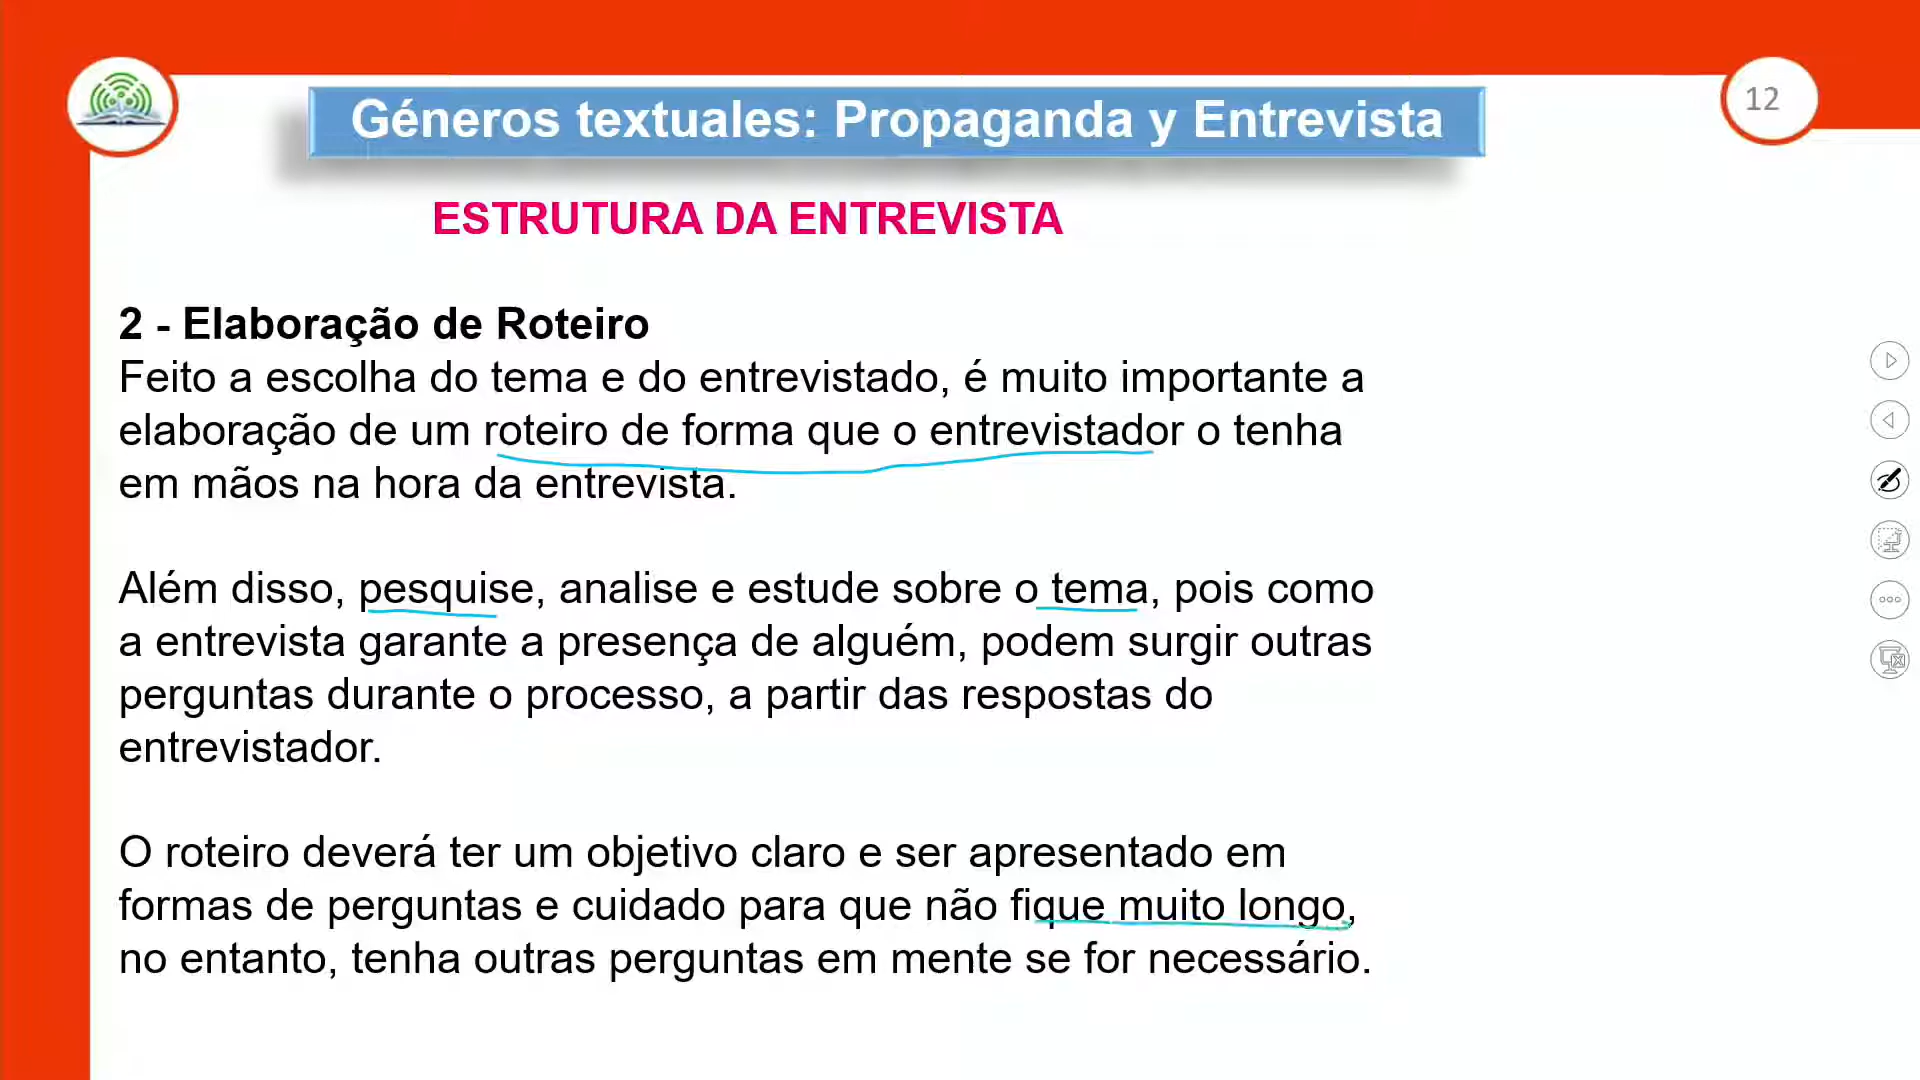 Géneros textuales: Propaganda y Entrevista
12
ESTRUTURA DA ENTREVISTA
2 - Elaboração de Roteiro
Feito a escolha do tema e do entrevistado, é muito importante a
elaboração de um roteiro de forma que o entrevistador o tenha
em mãos na hora da entrevista.
Além disso, pesquise, analise e estude sobre o tema, pois como
a entrevista garante a presença de alguém, podem surgir outras
perguntas durante o processo, a partir das respostas do
entrevistador.
O roteiro deverá ter um objetivo claro e ser apresentado em
formas de perguntas e cuidado para que não fique muito longo,
no entanto, tenha outras perguntas em mente se for necessário.